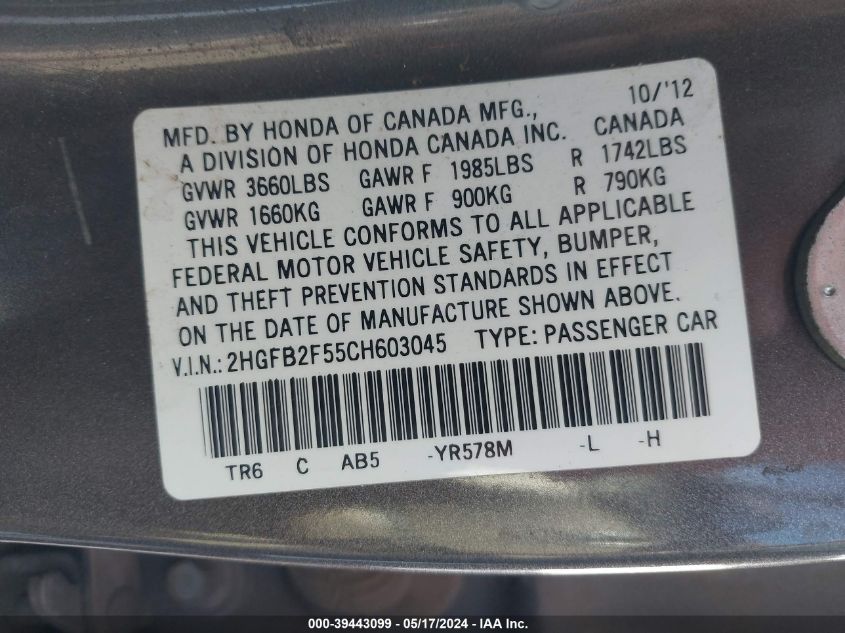 MFD. BY HONDA OF CANADA MFG., 10/'12
A DIVISION OF HONDA CANADA INC. CANADA
GVWR 3660LBS GAWR F 1985LBS R 1742LBS
GVWR 1660KG GAWR F 900KG R 790KG
THIS VEHICLE CONFORMS TO ALL APPLICABLE
FEDERAL MOTOR VEHICLE SAFETY, BUMPER,
AND THEFT PREVENTION STANDARDS IN EFFECT
ON THE DATE OF MANUFACTURE SHOWN ABOVE.
V.I.N.: 2HGFB2F55CH603045 TYPE: PASSENGER CAR
TR6 C AB5 -YR578M -L -H
000-39443099 - 05/17/2024 - IAA Inc.